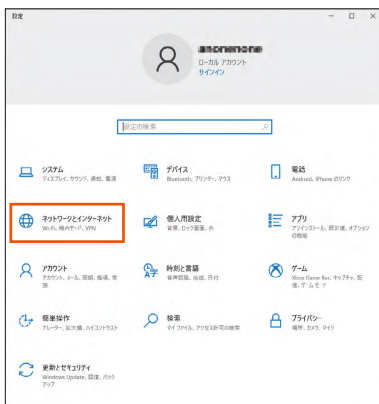 設定
ローカル アカウント
サインイン
設定の検索
システム
ディスプレイ、サウンド、通知、電源
デバイス
Bluetooth、プリンター、マウス
電話
Android、iPhone のリンク
ネットワークとインターネット
Wi-Fi、機内モード、VPN
個人用設定
背景、ロック画面、色
アプリ
アンインストール、既定値、オプション
の機能
アカウント
アカウント、メール、同期、職場、家
族
時刻と言語
音声認識、地域、日付
ゲーム
Xbox Game Bar、キャプチャ、配
信、ゲーム モード
簡単操作
ナレーター、拡大鏡、ハイコントラスト
検索
マイ ファイル、アクセス許可の検索
プライバシー
場所、カメラ、マイク
更新とセキュリティ
Windows Update、回復、バック
アップ